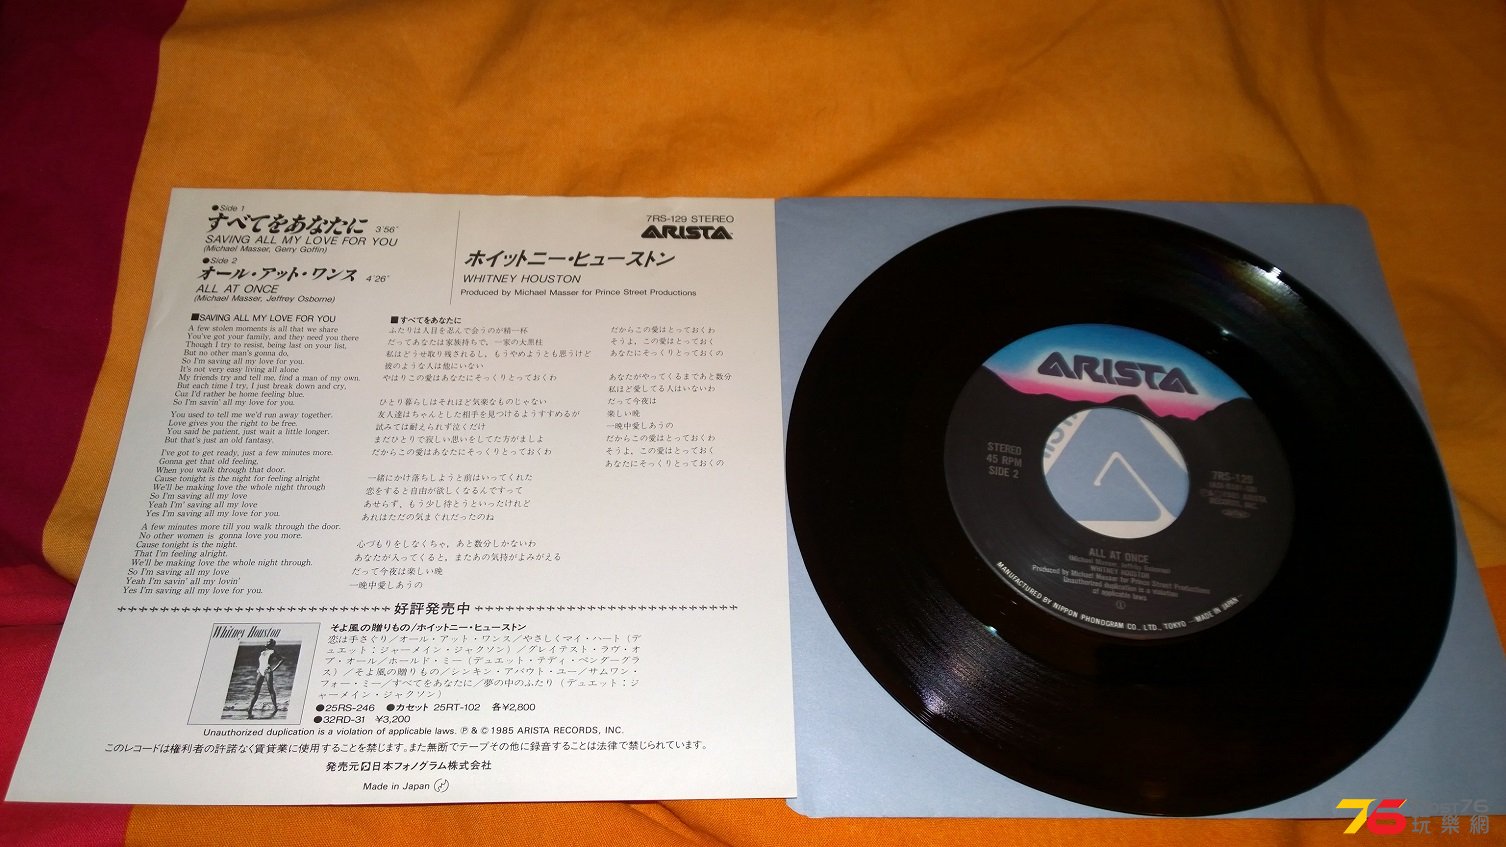 ●Side 1
すべてをあなたに 3'56"
SAVING ALL MY LOVE FOR YOU
(Michael Masser, Gerry Goffin)
●Side 2
オール・アット・ワンス 4'26"
ALL AT ONCE
(Michael Masser, Jeffrey Osborne)
7RS-129 STEREO
ARISTA
ホイットニー・ヒューストン
WHITNEY HOUSTON
Produced by Michael Masser for Prince Street Productions
■SAVING ALL MY LOVE FOR YOU
A few stolen moments is all that we share
You've got your family, and they need you there
Though I try to resist, being last on your list,
But no other man's gonna do,
So I'm saving all my love for you.
It's not very easy living all alone
My friends try and tell me, find a man of my own.
But each time I try, I just break down and cry,
Cuz I'd rather be home feeling blue.
So I'm savin' all my love for you.
You used to tell me we'd run away together.
Love gives you the right to be free.
You said be patient, just wait a little longer.
But that's just an old fantasy.
I've got to get ready, just a few minutes more.
Gonna get that old feeling,
When you walk through that door.
Cause tonight is the night for feeling alright
We'll be making love the whole night through
So I'm saving all my love
Yeah I'm' saving all my love
Yes I'm saving all my love for you.
A few minutes more till you walk through the door.
No other women is gonna love you more.
Cause tonight is the night.
That I'm feeling alright.
We'll be making love the whole night through.
So I'm saving all my love
Yeah I'm savin' all my lovin'
Yes I'm saving all my love for you.
■すべてをあなたに
ふたりは人目を忍んで会うのが精一杯
だってあなたは家族持ちで、一家の大黒柱
私はどうせ取り残されるし、もうやめようとも思うけど
彼のような人は他にいない
やはりこの愛はあなたにそっくりとっておくわ
ひとり暮らしはそれほど気楽なものじゃない
友人達はちゃんとした相手を見つけるようすすめるが
試みては耐えられず泣くだけ
まだひとりで寂しい思いをしてた方がましよ
だからこの愛はあなたにそっくりとっておくわ
一緒にかけ落ちしようと前はいってくれた
恋をすると自由が欲しくなるんですって
あせらず、もう少し待とうといったけれど
あれはただの気まぐれだったのね
心づもりをしなくちゃ、あと数分しかないわ
あなたが入ってくると、またあの気持がよみがえる
だって今夜は楽しい晩
一晩中愛しあうの
だからこの愛はとっておくわ
そうよ、この愛はとっておく
あなたにそっくりとっておくの
あなたがやってくるまであと数分
私ほど愛してる人はいないわ
だって今夜は
楽しい晩
一晩中愛しあうの
だからこの愛はとっておくわ
そうよ、この愛はとっておく
あなたにそっくりとっておくの
好評発売中
Whitney Houston
そよ風の贈りもの/ホイットニー・ヒューストン
恋は手さぐり/オール・アット・ワンス/やさしくマイ・ハート（デ
ュエット：ジャーメイン・ジャクソン）/グレイテスト・ラヴ・オ
ブ・オール/ホールド・ミー（デュエット・テディ・ペンダーグラ
ス）/そよ風の贈りもの/シンキン・アバウト・ユー/サムワン・
フォー・ミー/すべてをあなたに/夢の中のふたり（デュエット：ジ
ャーメイン・ジャクソン）
●25RS-246 ●カセット 25RT-102 各¥2,800
●32RD-31 ¥3,200
Unauthorized duplication is a violation of applicable laws. Ⓟ & © 1985 ARISTA RECORDS, INC.
このレコードは権利者の許諾なく賃貸業に使用することを禁じます。また無断でテープその他に録音することは法律で禁じられています。
発売元 日本フォノグラム株式会社
Made in Japan
ARISTA
STEREO
45 RPM
SIDE 2
7RS-129
ALL AT ONCE
(Michael Masser, Jeffrey Osborne)
WHITNEY HOUSTON
Produced by Michael Masser for Prince Street Productions
Unauthorized duplication is a violation
of applicable laws
MANUFACTURED BY NIPPON PHONOGRAM CO., LTD., TOKYO —MADE IN JAPAN—
76
POST76
玩樂網